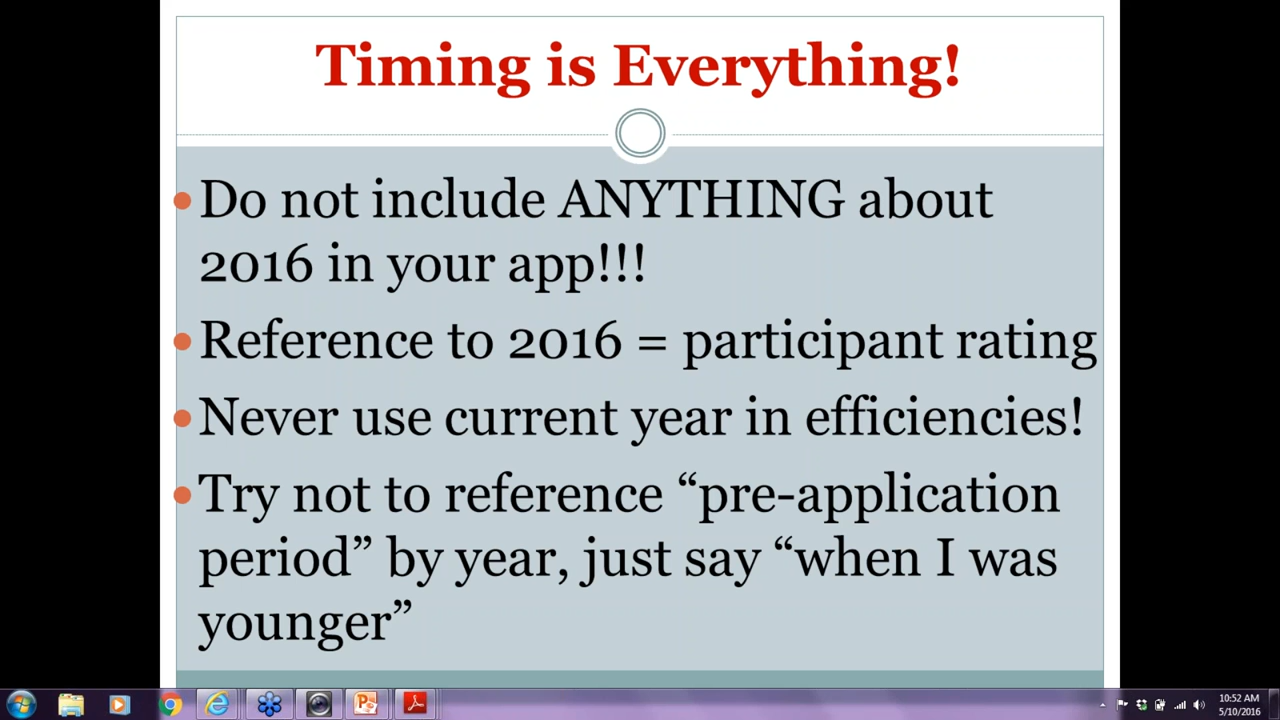 Timing is Everything!
Do not include ANYTHING about
2016 in your app!!!
Reference to 2016 = participant rating
Never use current year in efficiencies!
Try not to reference “pre-application
period” by year, just say “when I was
younger”
10:52 AM
5/10/2016